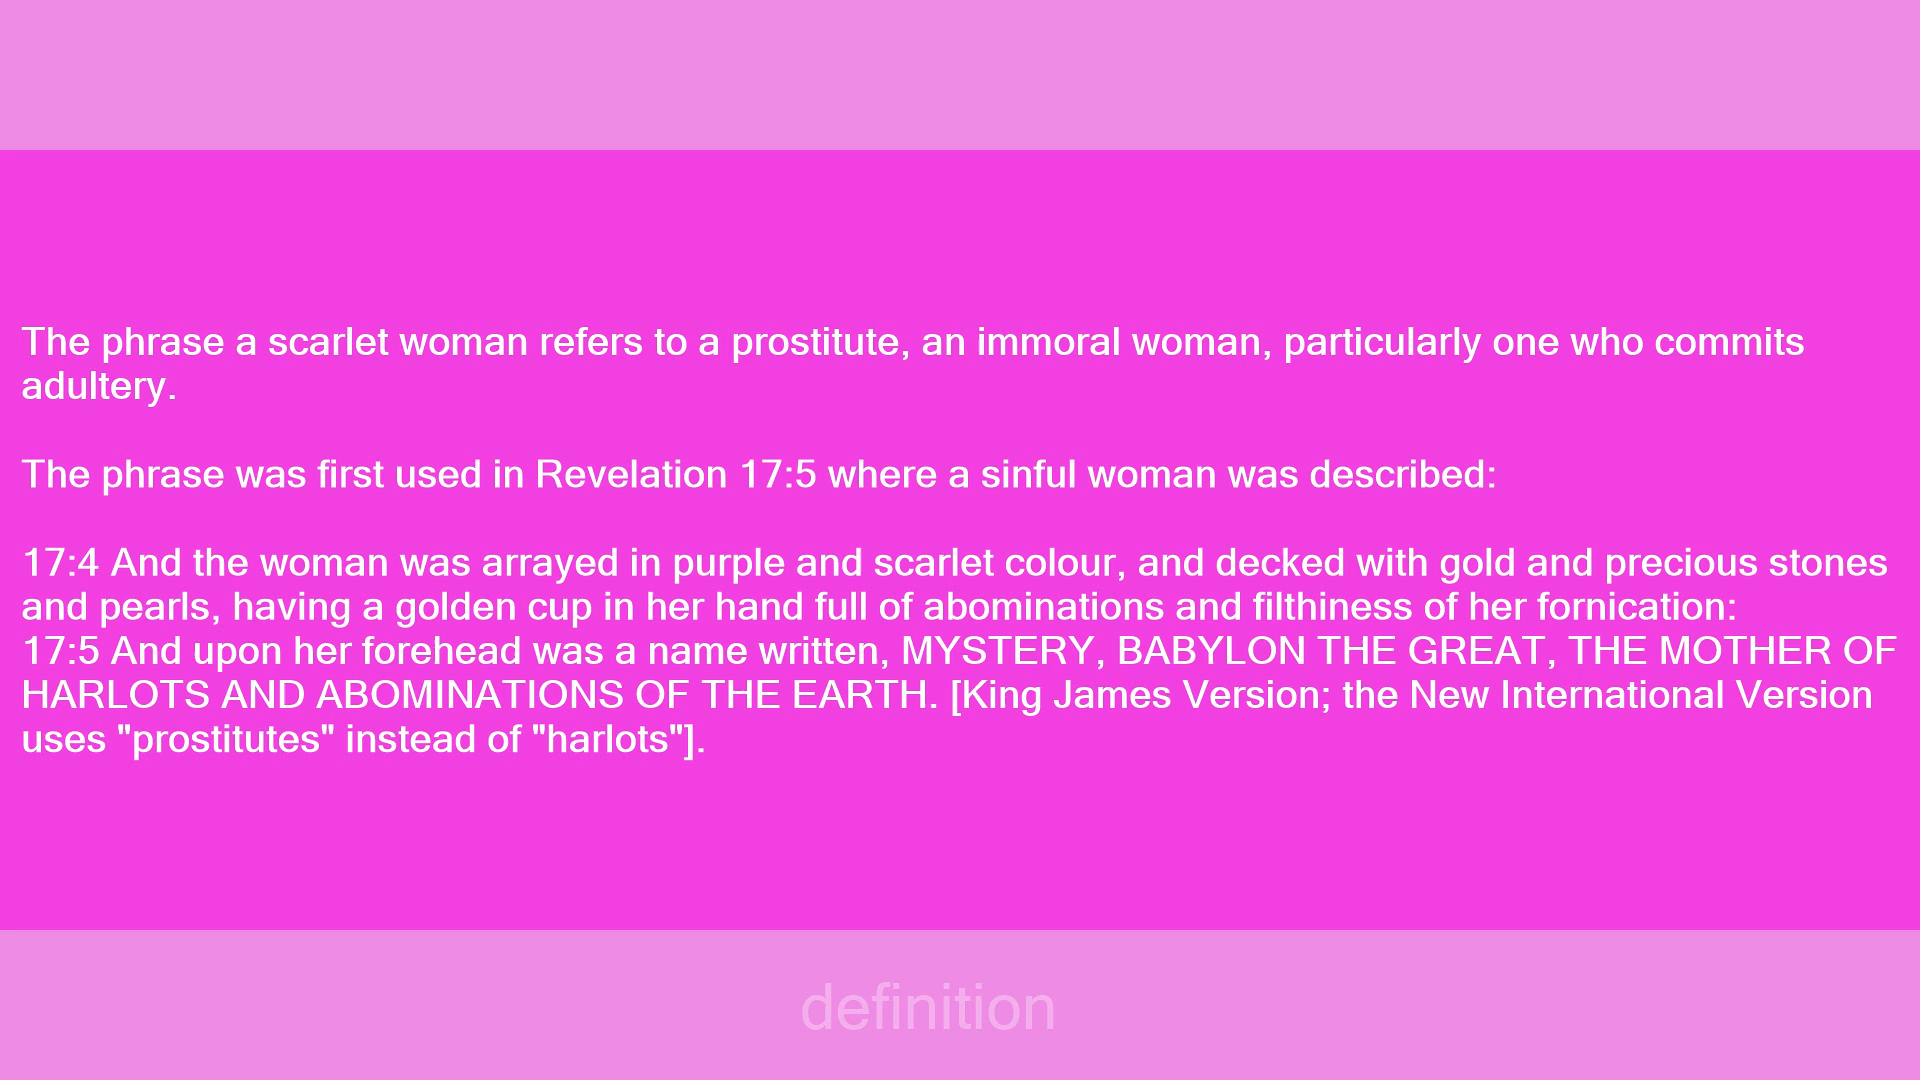 The phrase a scarlet woman refers to a prostitute, an immoral woman, particularly one who commits
adultery.
The phrase was first used in Revelation 17:5 where a sinful woman was described:
17:4 And the woman was arrayed in purple and scarlet colour, and decked with gold and precious stones
and pearls, having a golden cup in her hand full of abominations and filthiness of her fornication:
17:5 And upon her forehead was a name written, MYSTERY, BABYLON THE GREAT, THE MOTHER OF
HARLOTS AND ABOMINATIONS OF THE EARTH. [King James Version; the New International Version
uses "prostitutes" instead of "harlots"].
definition